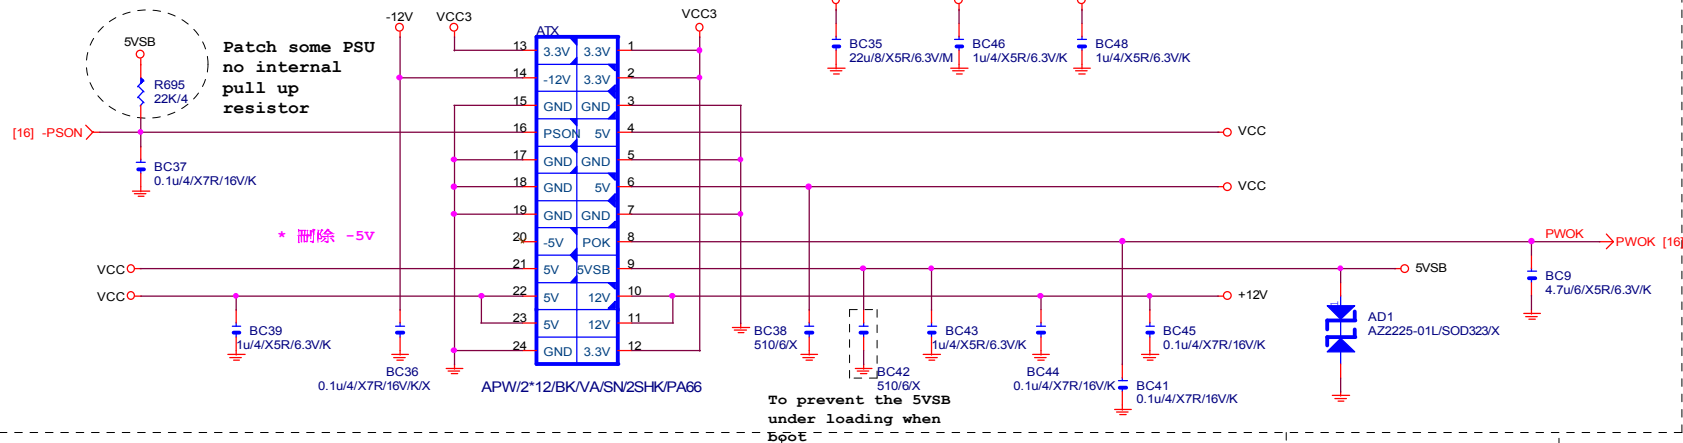 -12V
VCC3
VCC3
5VSB
Patch some PSU
no internal
pull up
resistor
R695
22K/4
[16] -PSON
BC37
0.1u/4/X7R/16V/K
* 刪除 -5V
VCC
VCC
BC39
1u/4/X5R/6.3V/K
BC36
0.1u/4/X7R/16V/K/X
ATX
13 3.3V 3.3V 1
14 -12V 3.3V 2
15 GND GND 3
16 PSON 5V 4
17 GND GND 5
18 GND 5V 6
19 GND GND 7
20 -5V POK 8
21 5V 5VSB 9
22 5V 12V 10
23 5V 12V 11
24 GND 3.3V 12
APW/2*12/BK/VA/SN/2SHK/PA66
BC35
22u/8/X5R/6.3V/M
BC46
1u/4/X5R/6.3V/K
BC48
1u/4/X5R/6.3V/K
VCC
VCC
PWOK
PWOK [16]
5VSB
+12V
BC9
4.7u/6/X5R/6.3V/K
AD1
AZ2225-01L/SOD323/X
BC38
510/6/X
BC42
510/6/X
BC43
1u/4/X5R/6.3V/K
BC44
0.1u/4/X7R/16V/K
BC45
0.1u/4/X7R/16V/K
BC41
0.1u/4/X7R/16V/K
To prevent the 5VSB
under loading when
boot